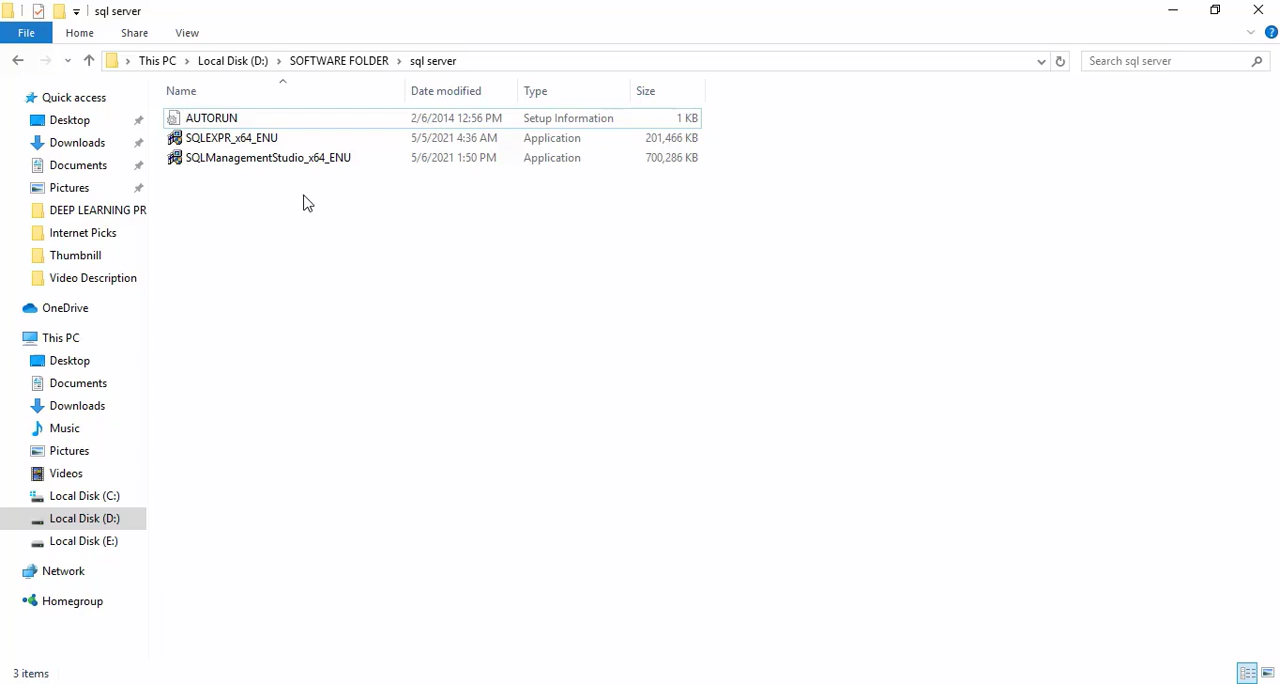 sql server
File Home Share View
This PC Local Disk (D:) SOFTWARE FOLDER sql server
Search sql server
Name Date modified Type Size
AUTORUN 2/6/2014 12:56 PM Setup Information 1 KB
SQLEXPR_x64_ENU 5/5/2021 4:36 AM Application 201,466 KB
SQLManagementStudio_x64_ENU 5/6/2021 1:50 PM Application 700,286 KB
Quick access
Desktop
Downloads
Documents
Pictures
DEEP LEARNING PR
Internet Picks
Thumbnill
Video Description
OneDrive
This PC
Desktop
Documents
Downloads
Music
Pictures
Videos
Local Disk (C:)
Local Disk (D:)
Local Disk (E:)
Network
Homegroup
3 items